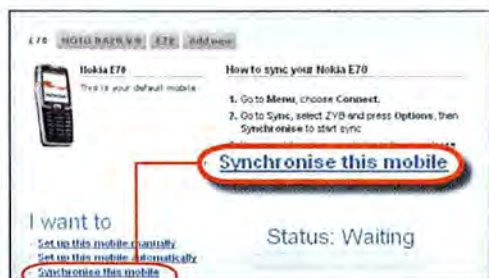 E70 MOTO RAZR V8 E70 Add new
Nokia E70
This is your default mobile
How to sync your Nokia E70
1. Go to Menu, choose Connect.
2. Go to Sync, select ZYB and press Options, then
Synchronise to start sync
Synchronise this mobile
I want to
- Set up this mobile manually
- Set up this mobile automatically
- Synchronise this mobile
Status: Waiting